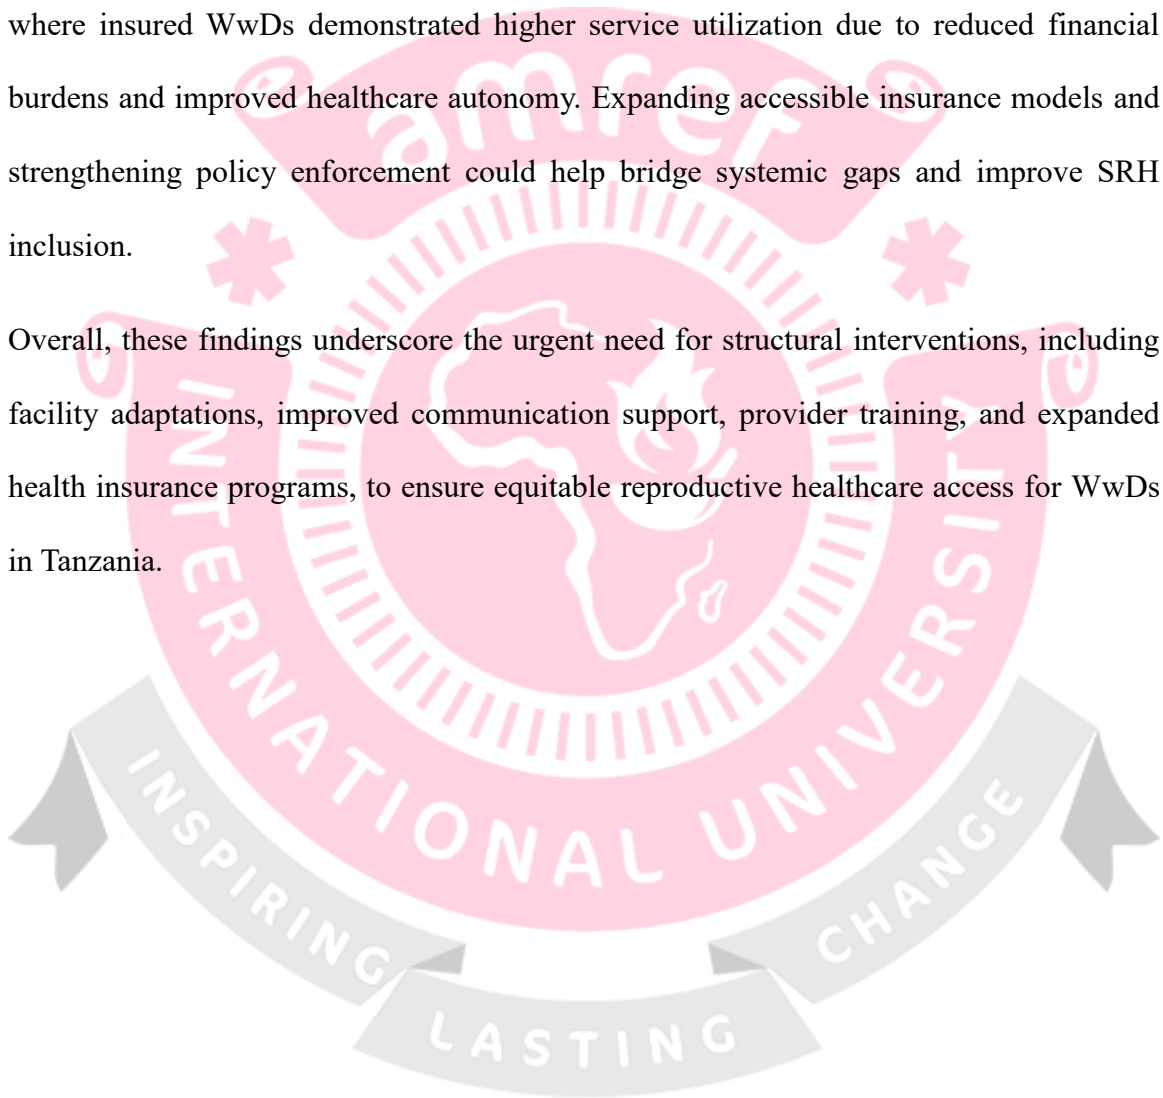 where insured WwDs demonstrated higher service utilization due to reduced financial
burdens and improved healthcare autonomy. Expanding accessible insurance models and
strengthening policy enforcement could help bridge systemic gaps and improve SRH
inclusion.
Overall, these findings underscore the urgent need for structural interventions, including
facility adaptations, improved communication support, provider training, and expanded
health insurance programs, to ensure equitable reproductive healthcare access for WwDs
in Tanzania.
amref
INTERNATIONAL UNIVERSITY
INSPIRING
LASTING
CHANGE